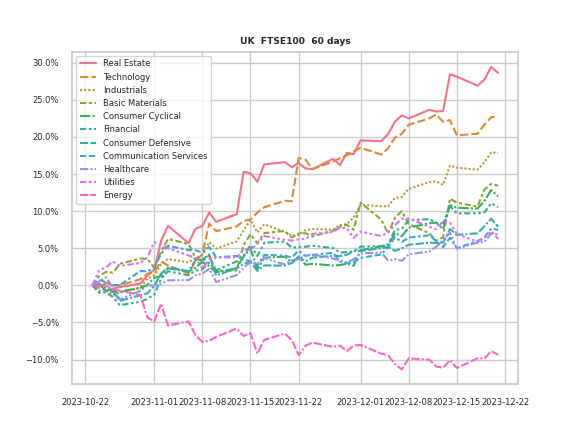 UK FTSE100 60 days
30.0%
25.0%
20.0%
15.0%
10.0%
5.0%
0.0%
−5.0%
−10.0%
Real Estate
Technology
Industrials
Basic Materials
Consumer Cyclical
Financial
Consumer Defensive
Communication Services
Healthcare
Utilities
Energy
2023-10-22
2023-11-01
2023-11-08
2023-11-15
2023-11-22
2023-12-01
2023-12-08
2023-12-15
2023-12-22